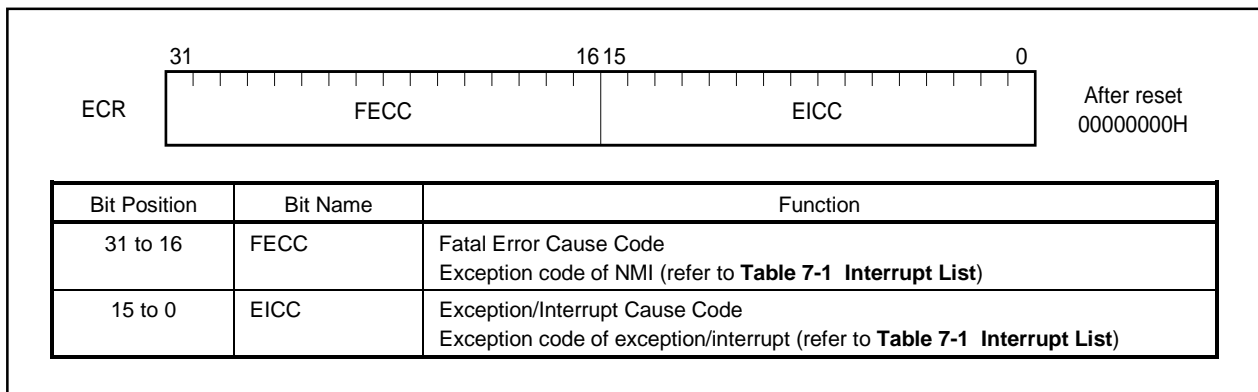 31 16 15 0
ECR FECC EICC After reset
00000000H
Bit Position Bit Name Function
31 to 16 FECC Fatal Error Cause Code
Exception code of NMI (refer to Table 7-1 Interrupt List)
15 to 0 EICC Exception/Interrupt Cause Code
Exception code of exception/interrupt (refer to Table 7-1 Interrupt List)